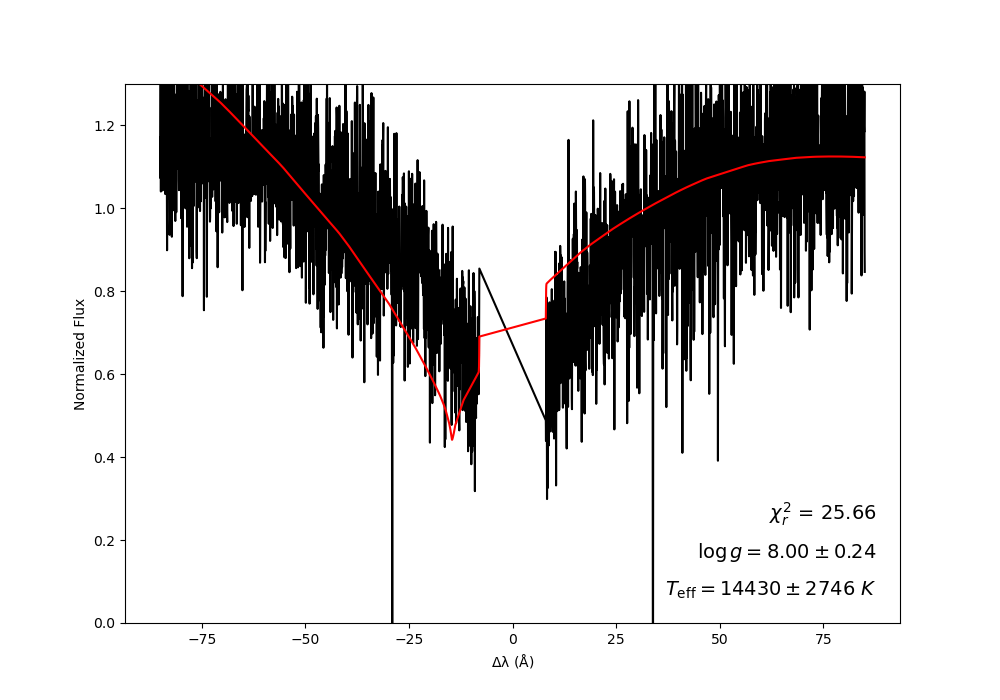 Normalized Flux
1.2
1.0
0.8
0.6
0.4
0.2
0.0
−75
−50
−25
0
25
50
75
Δλ (Å)
χ²ᵣ = 25.66
log g = 8.00 ± 0.24
T_eff = 14430 ± 2746 K